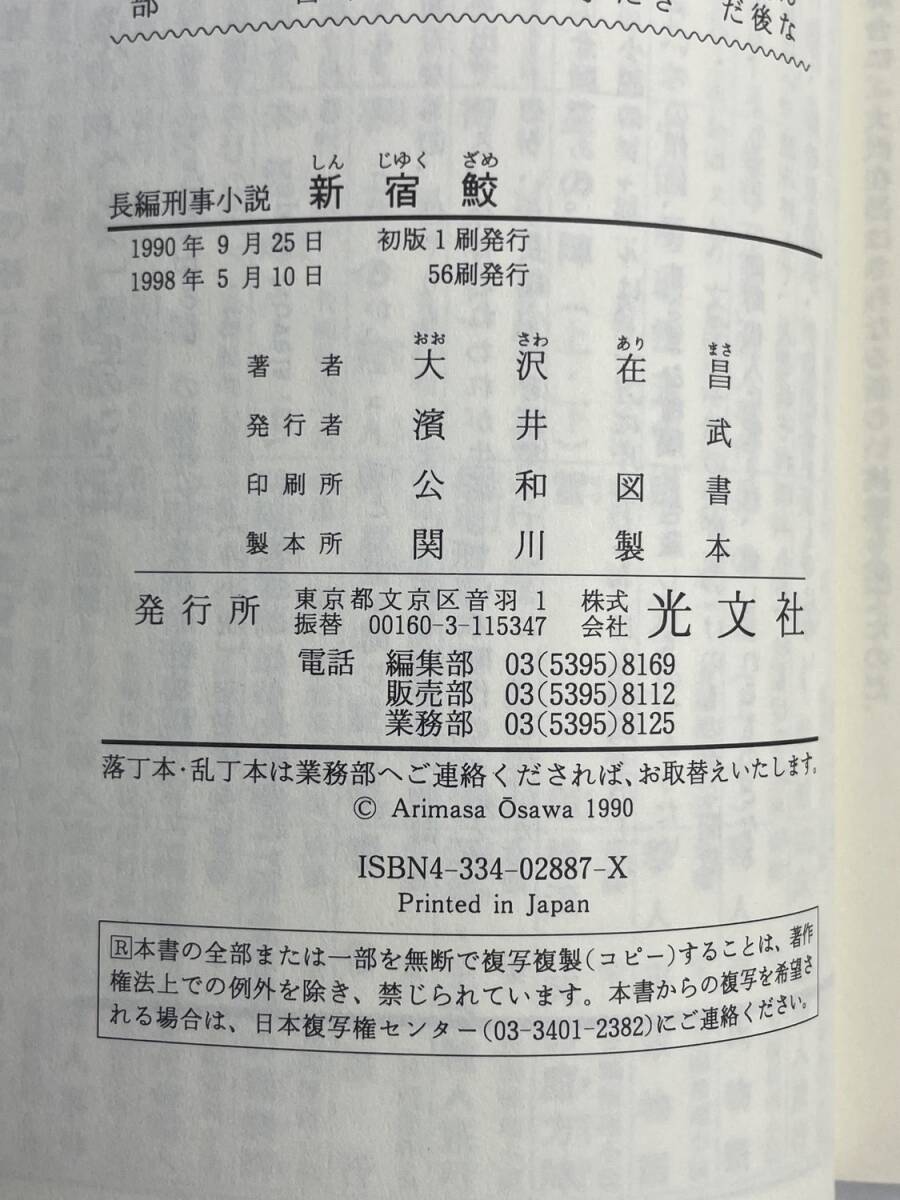 部
だ
後な
しん じゆく ざめ
長編刑事小説 新宿鮫
1990年9月25日 初版1刷発行
1998年5月10日 56刷発行
おお さわ あり まさ
著者 大沢在昌
発行者 濱井武
印刷所 公和図書
製本所 関川製本
発行所 東京都文京区音羽1 株式会社 光文社
振替 00160-3-115347
電話 編集部 03(5395)8169
販売部 03(5395)8112
業務部 03(5395)8125
落丁本・乱丁本は業務部へご連絡くだされば、お取替えいたします。
© Arimasa Ōsawa 1990
ISBN4-334-02887-X
Printed in Japan
Ⓡ本書の全部または一部を無断で複写複製(コピー)することは、著作
権法上での例外を除き、禁じられています。本書からの複写を希望さ
れる場合は、日本複写権センター(03-3401-2382)にご連絡ください。